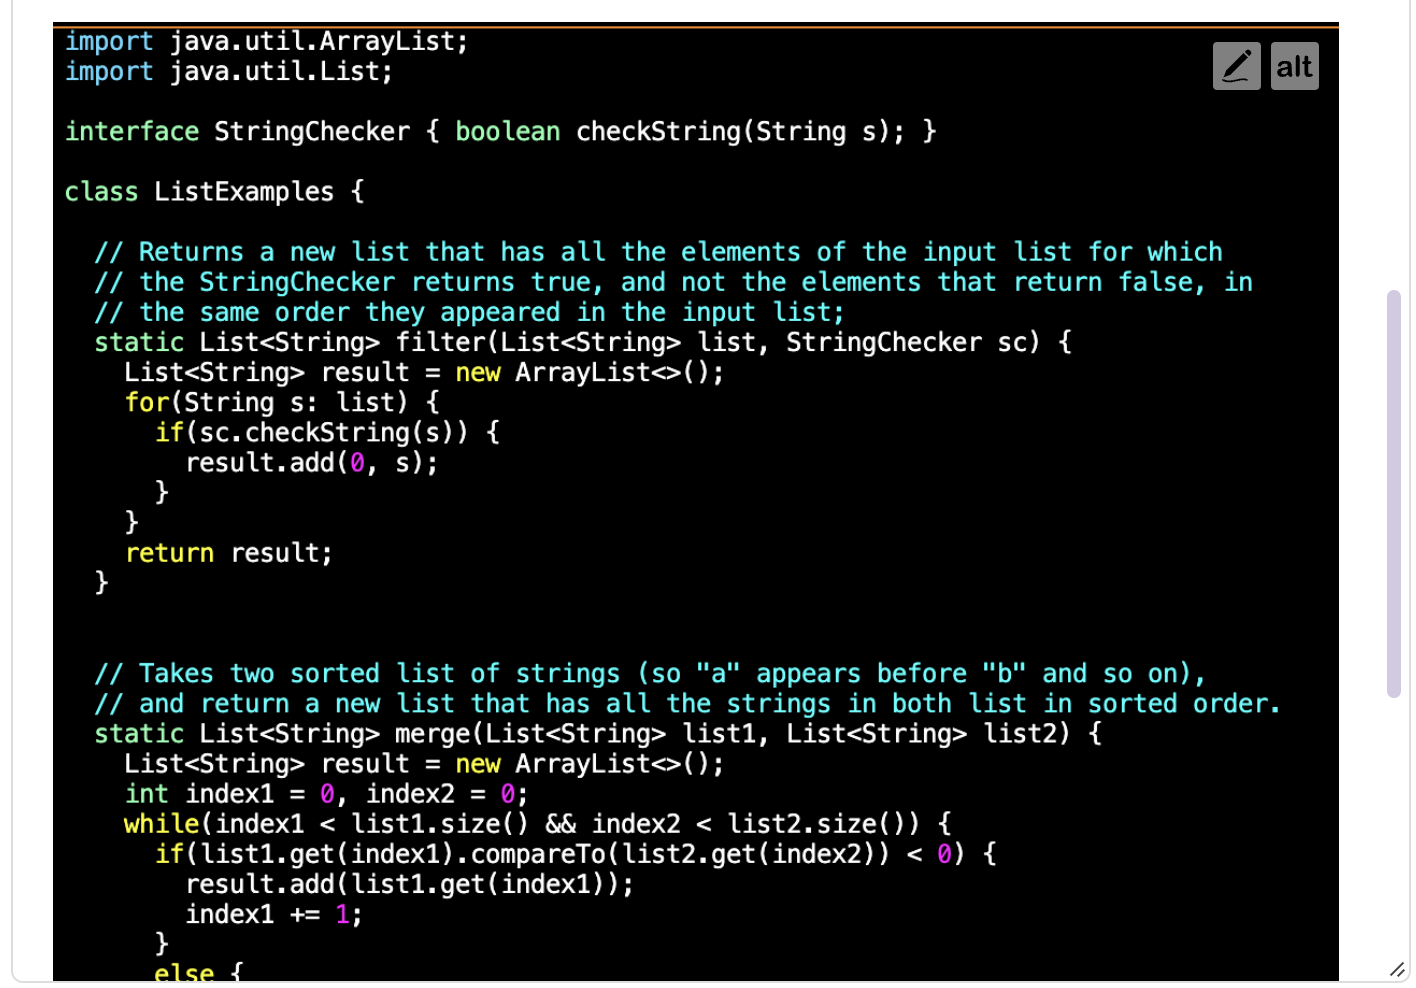 import java.util.ArrayList;
import java.util.List;
alt
interface StringChecker { boolean checkString(String s); }
class ListExamples {
// Returns a new list that has all the elements of the input list for which
// the StringChecker returns true, and not the elements that return false, in
// the same order they appeared in the input list;
static List<String> filter(List<String> list, StringChecker sc) {
List<String> result = new ArrayList<>();
for(String s: list) {
if(sc.checkString(s)) {
result.add(0, s);
}
}
return result;
}
// Takes two sorted list of strings (so "a" appears before "b" and so on),
// and return a new list that has all the strings in both list in sorted order.
static List<String> merge(List<String> list1, List<String> list2) {
List<String> result = new ArrayList<>();
int index1 = 0, index2 = 0;
while(index1 < list1.size() && index2 < list2.size()) {
if(list1.get(index1).compareTo(list2.get(index2)) < 0) {
result.add(list1.get(index1));
index1 += 1;
}
else {